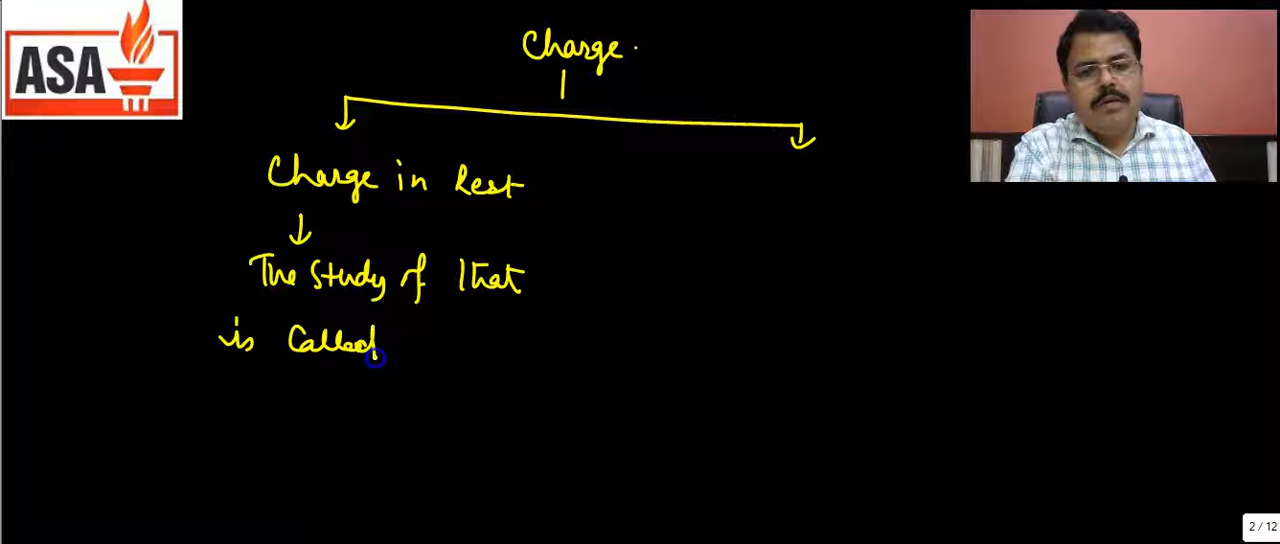 ASA
Charge.
Charge in Rest
The Study of that
is Called
2 / 12